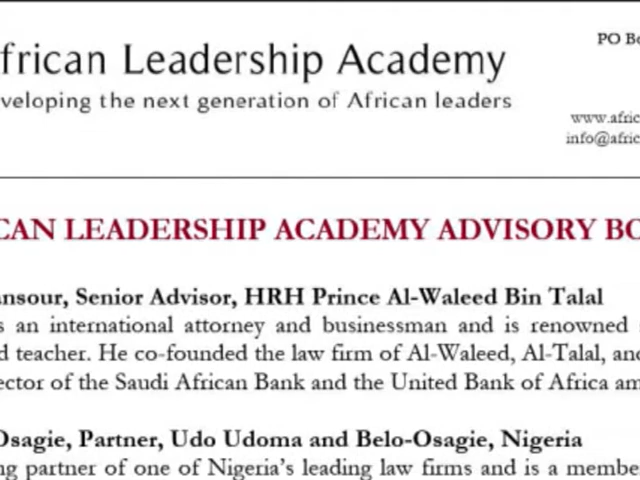 frican Leadership Academy
veloping the next generation of African leaders
PO Bo
www.afric
info@afric
CAN LEADERSHIP ACADEMY ADVISORY BO
ansour, Senior Advisor, HRH Prince Al-Waleed Bin Talal
s an international attorney and businessman and is renowned
d teacher. He co-founded the law firm of Al-Waleed, Al-Talal, and
ector of the Saudi African Bank and the United Bank of Africa am
Osagie, Partner, Udo Udoma and Belo-Osagie, Nigeria
ng partner of one of Nigeria's leading law firms and is a membe